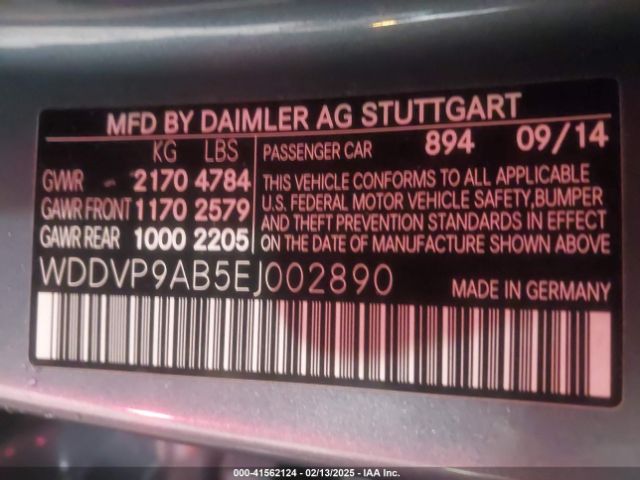 MFD BY DAIMLER AG STUTTGART
KG LBS
GVWR - 2170 4784
GAWR FRONT 1170 2579
GAWR REAR 1000 2205
PASSENGER CAR 894 09/14
THIS VEHICLE CONFORMS TO ALL APPLICABLE
U.S. FEDERAL MOTOR VEHICLE SAFETY, BUMPER
AND THEFT PREVENTION STANDARDS IN EFFECT
ON THE DATE OF MANUFACTURE SHOWN ABOVE
WDDVP9AB5EJ002890
MADE IN GERMANY
000-41562124 - 02/13/2025 - IAA Inc.